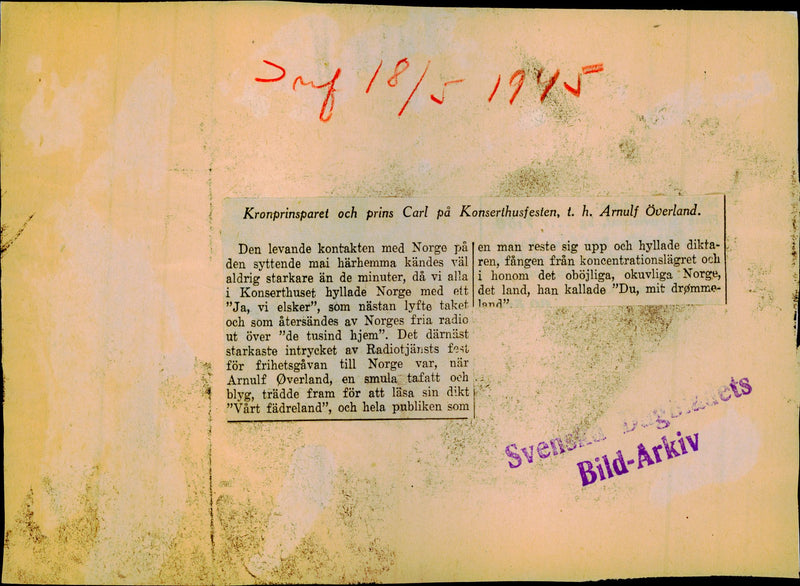 18/5 1945
Kronprinsparet och prins Carl på Konserthusfesten, t. h. Arnulf Överland.
Den levande kontakten med Norge på
den syttende mai härhemma kändes väl
aldrig starkare än de minuter, då vi alla
i Konserthuset hyllade Norge med ett
"Ja, vi elsker", som nästan lyfte taket
och som återsändes av Norges fria radio
ut över "de tusind hjem". Det därnäst
starkaste intrycket av Radiotjänsts fest
för frihetsgåvan till Norge var, när
Arnulf Øverland, en smula tafatt och
blyg, trädde fram för att läsa sin dikt
"Vårt fädreland", och hela publiken som
en man reste sig upp och hyllade dikta-
ren, fången från koncentrationslägret och
i honom det oböjliga, okuvliga Norge,
det land, han kallade "Du, mit drømme-
land".
Svenska Dagbladets
Bild-Arkiv